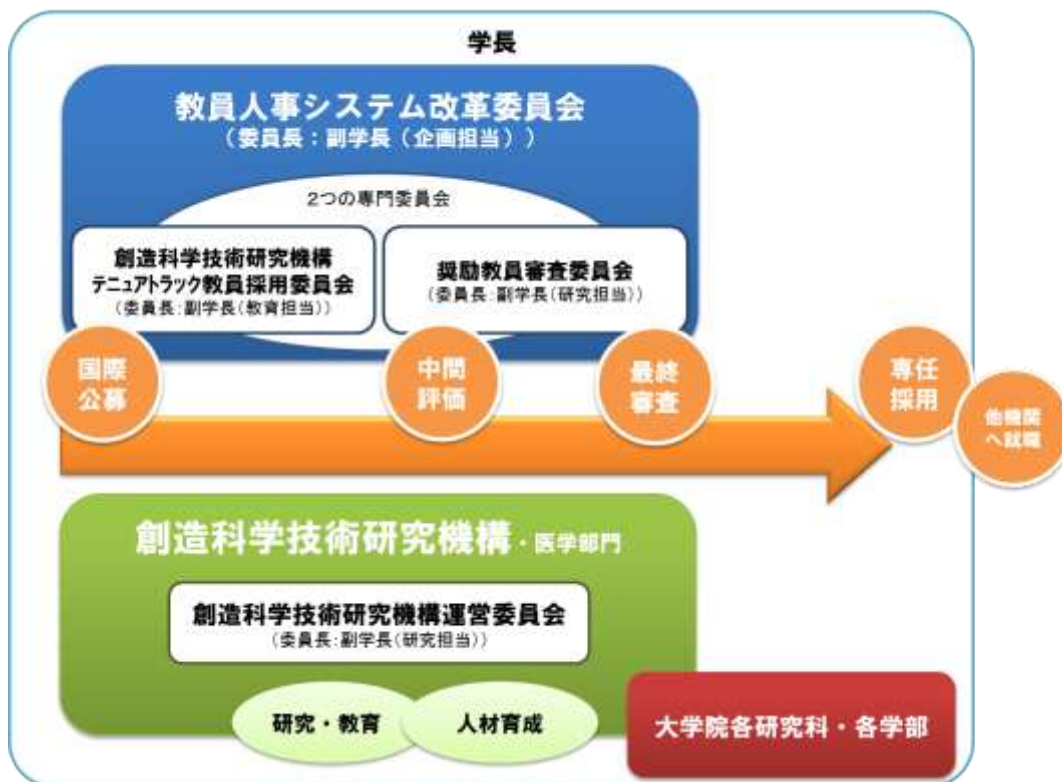 学長
教員人事システム改革委員会
（委員長：副学長（企画担当））
2つの専門委員会
創造科学技術研究機構
テニュアトラック教員採用委員会
（委員長：副学長（教育担当））
奨励教員審査委員会
（委員長：副学長（研究担当））
国際
公募
中間
評価
最終
審査
専任
採用
他機関
へ就職
創造科学技術研究機構・医学部門
創造科学技術研究機構運営委員会
（委員長：副学長（研究担当））
研究・教育
人材育成
大学院各研究科・各学部